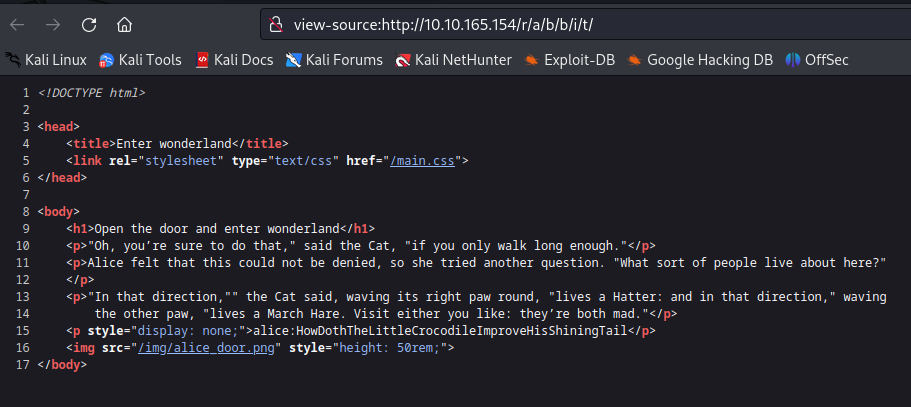 view-source:http://10.10.165.154/r/a/b/b/i/t/
Kali Linux Kali Tools Kali Docs Kali Forums Kali NetHunter Exploit-DB Google Hacking DB OffSec
1 <!DOCTYPE html>
2
3 <head>
4     <title>Enter wonderland</title>
5     <link rel="stylesheet" type="text/css" href="/main.css">
6 </head>
7
8 <body>
9     <h1>Open the door and enter wonderland</h1>
10     <p>"Oh, you’re sure to do that," said the Cat, "if you only walk long enough."</p>
11     <p>Alice felt that this could not be denied, so she tried another question. "What sort of people live about here?"
12     </p>
13     <p>"In that direction,"" the Cat said, waving its right paw round, "lives a Hatter: and in that direction," waving
14         the other paw, "lives a March Hare. Visit either you like: they’re both mad."</p>
15     <p style="display: none;">alice:HowDothTheLittleCrocodileImproveHisShiningTail</p>
16     <img src="/img/alice_door.png" style="height: 50rem;">
17 </body>